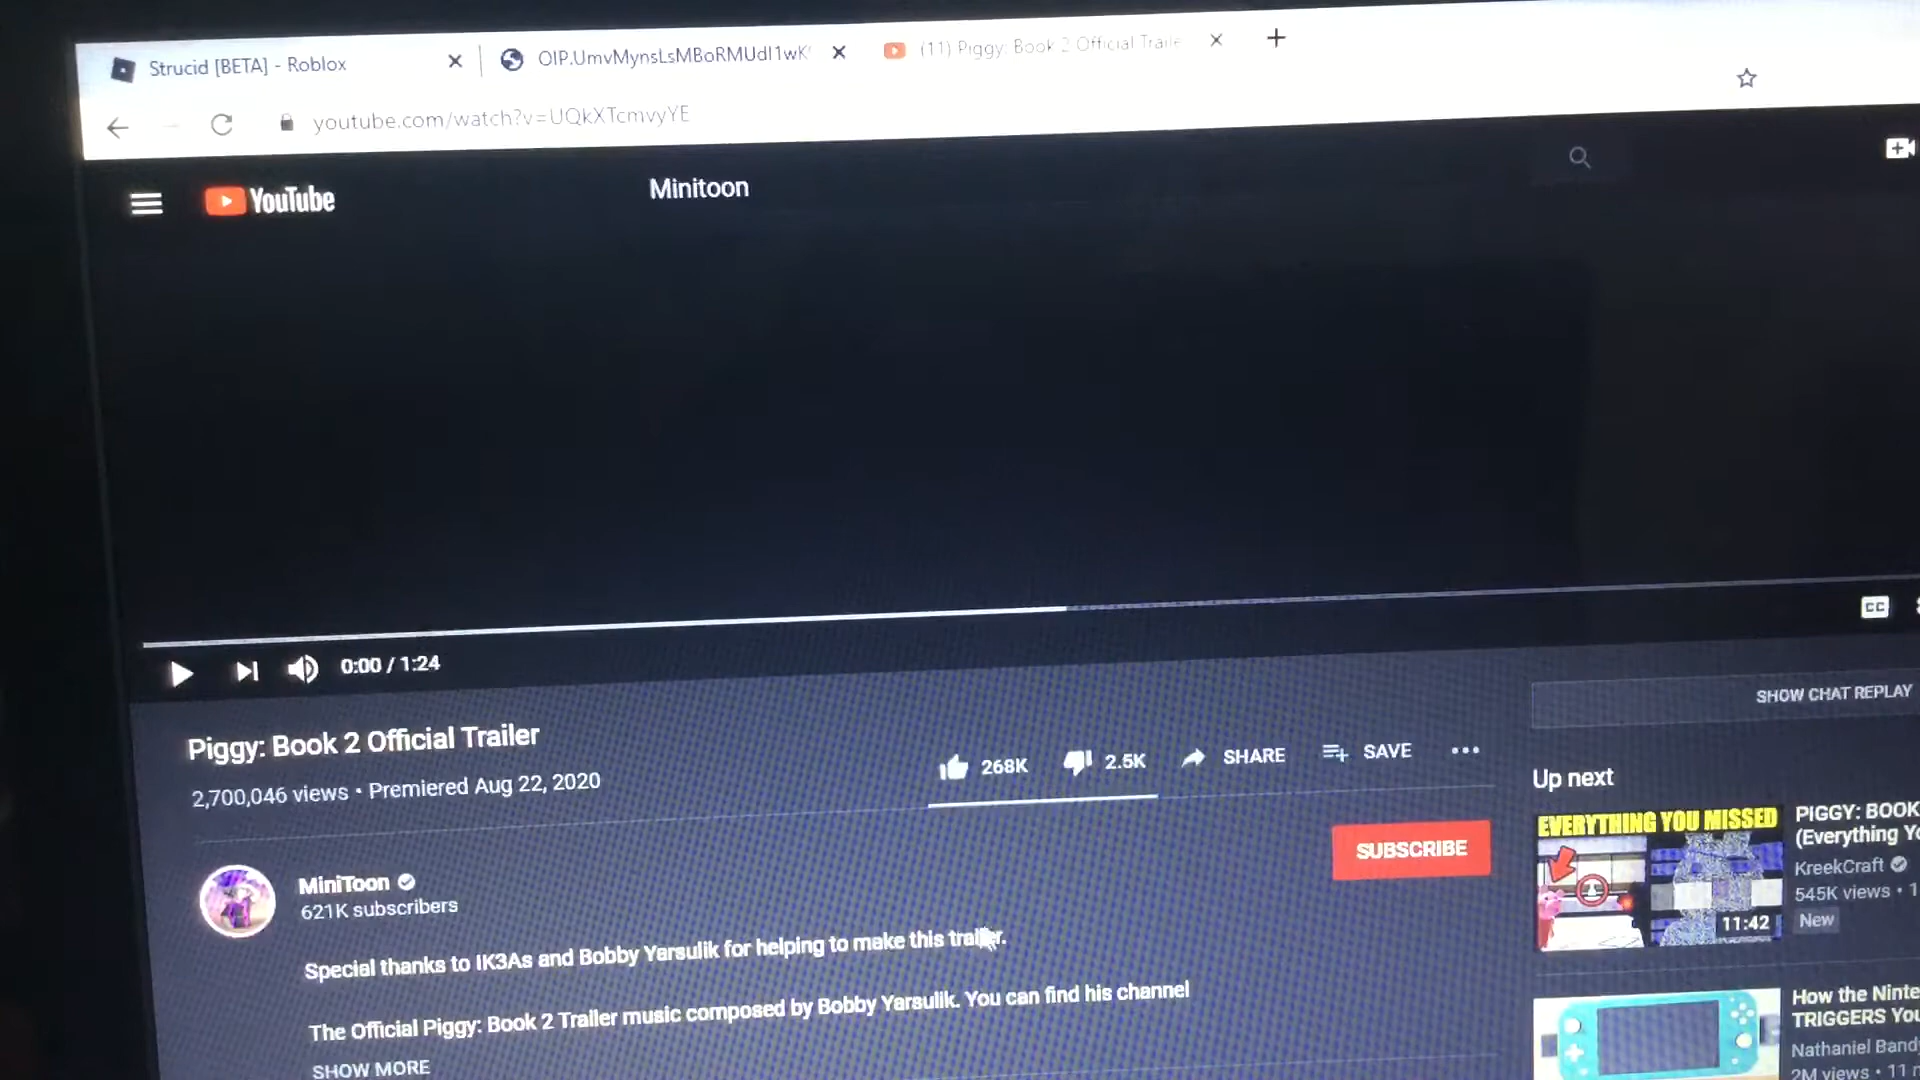 Strucid [BETA] - Roblox
OIP.UmvMynsLsMBoRMUdl1wK
(11) Piggy: Book 2 Official Traile
youtube.com/watch?v=UQkXTcmvyYE
YouTube
Minitoon
CC
0:00 / 1:24
SHOW CHAT REPLAY
Piggy: Book 2 Official Trailer
2,700,046 views • Premiered Aug 22, 2020
268K
2.5K
SHARE
SAVE
Up next
SUBSCRIBE
MiniToon
621K subscribers
Special thanks to IK3As and Bobby Yarsulik for helping to make this trailer.
The Official Piggy: Book 2 Trailer music composed by Bobby Yarsulik. You can find his channel
SHOW MORE
EVERYTHING YOU MISSED
11:42
PIGGY: BOOK
(Everything Yo
KreekCraft
545K views • 1
New
How the Ninte
TRIGGERS You
Nathaniel Bandy
2M views • 11 m